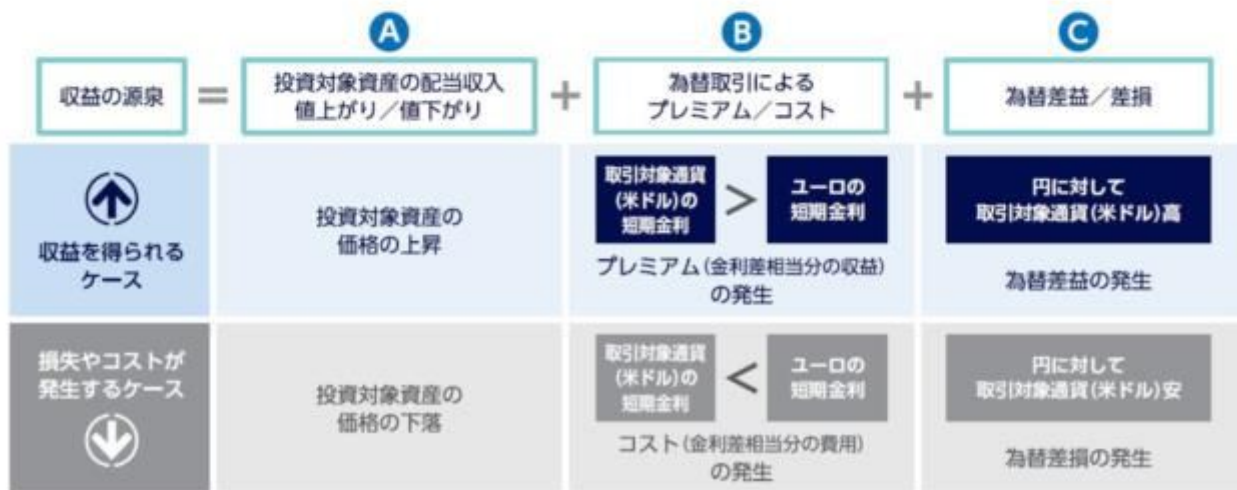 A
B
C
収益の源泉
=
投資対象資産の配当収入
値上がり／値下がり
+
為替取引による
プレミアム／コスト
+
為替差益／差損
収益を得られる
ケース
投資対象資産の
価格の上昇
取引対象通貨
(米ドル)の
短期金利
>
ユーロの
短期金利
プレミアム(金利差相当分の収益)
の発生
円に対して
取引対象通貨(米ドル)高
為替差益の発生
損失やコストが
発生するケース
投資対象資産の
価格の下落
取引対象通貨
(米ドル)の
短期金利
<
ユーロの
短期金利
コスト(金利差相当分の費用)
の発生
円に対して
取引対象通貨(米ドル)安
為替差損の発生